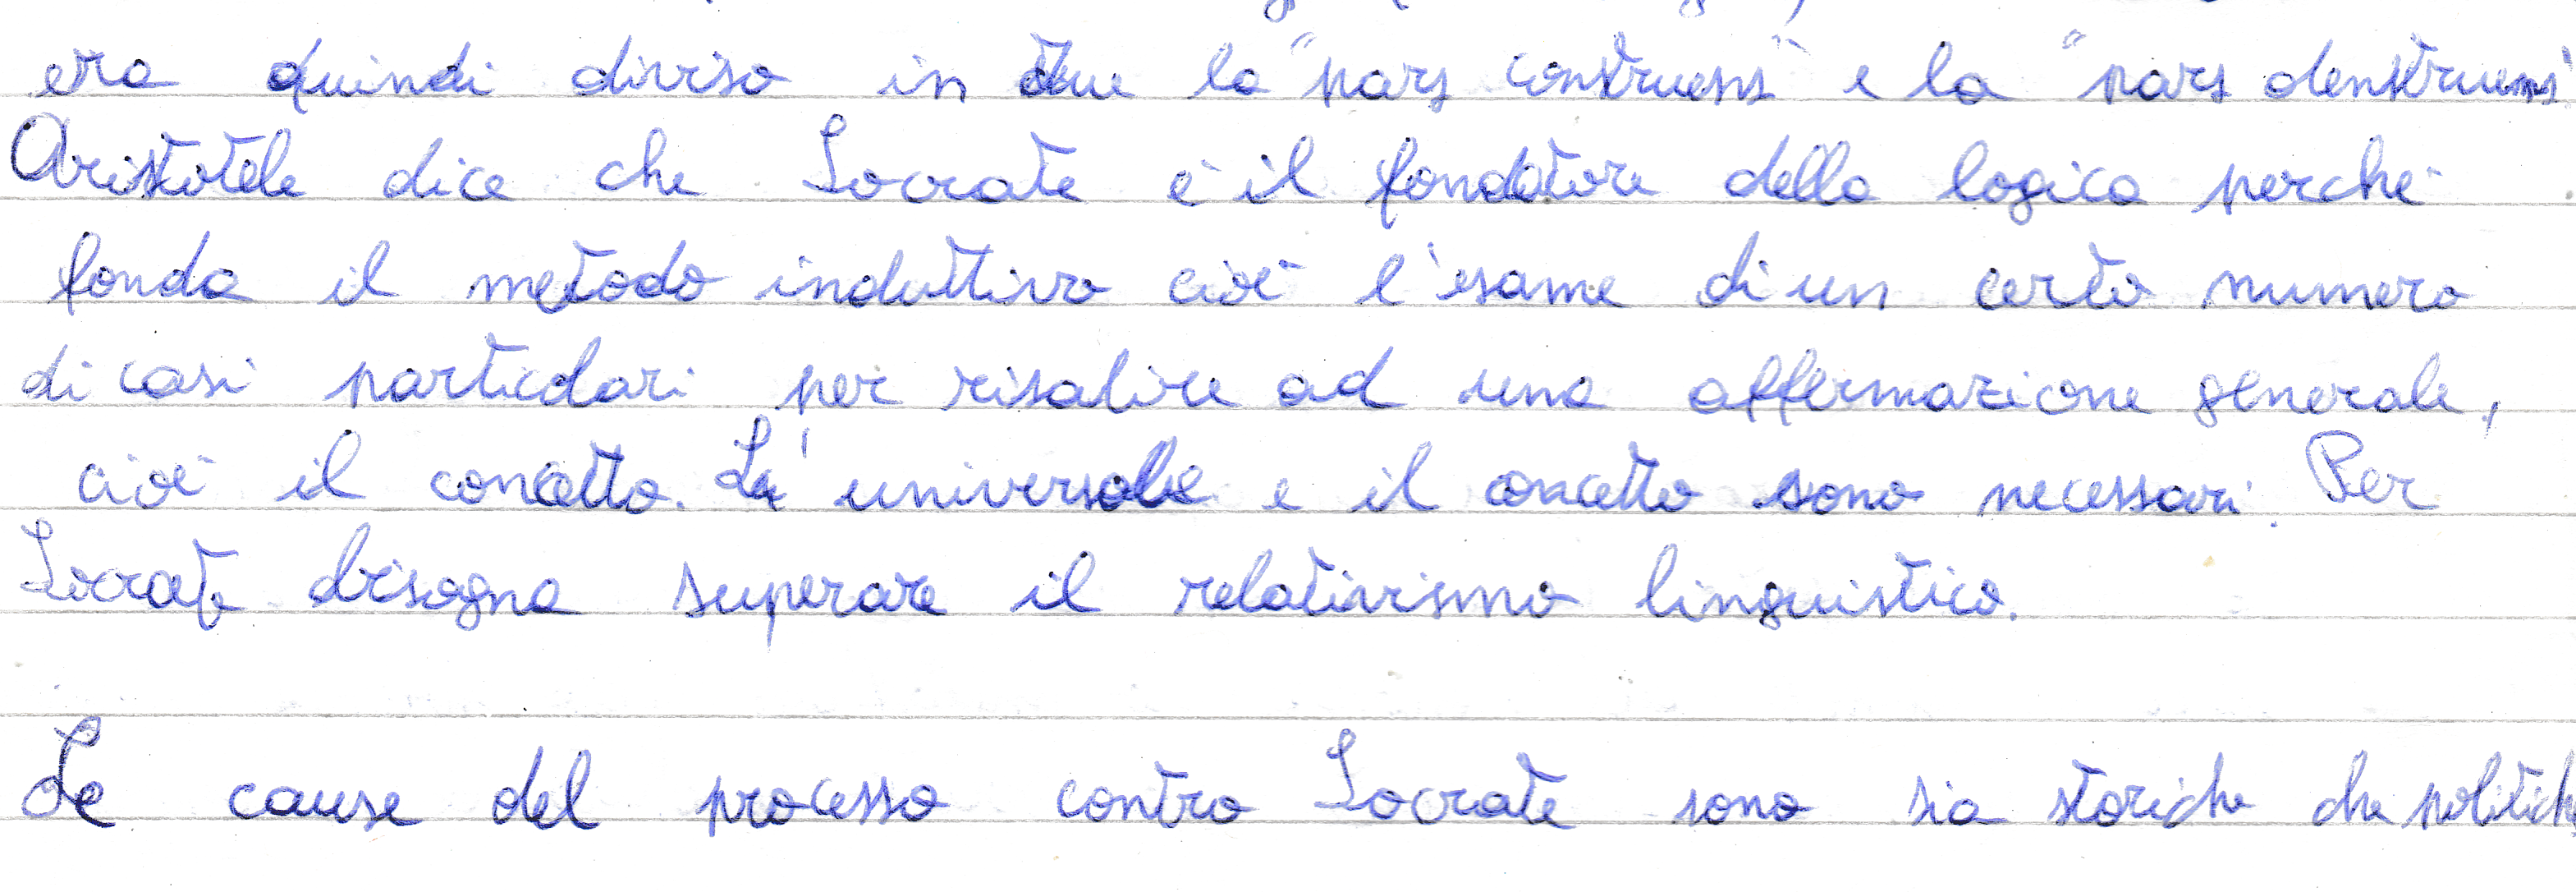 era quindi diviso in due la "pars construens" e la "pars denstruens"
Aristotele dice che Socrate è il fondatore della logica perché
fonda il metodo induttivo cioè l'esame di un certo numero
di casi particolari per risalire ad una affermazione generale,
cioè il concetto. L'universale e il concetto sono necessari. Per
Socrate bisogna superare il relativismo linguistico.
Le cause del processo contro Socrate sono sia storiche che politiche